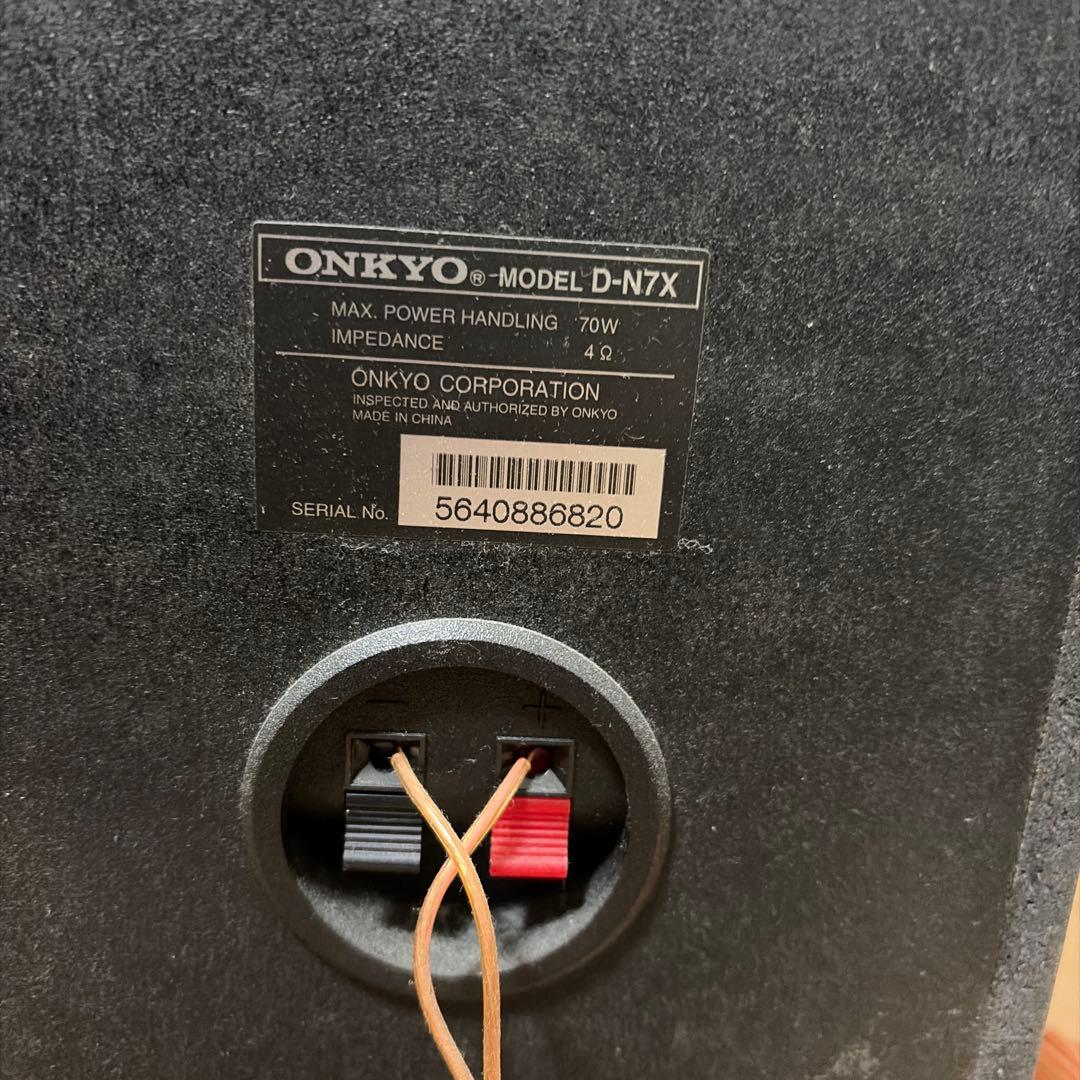 ONKYO® MODEL D-N7X
MAX. POWER HANDLING 70W
IMPEDANCE 4Ω
ONKYO CORPORATION
INSPECTED AND AUTHORIZED BY ONKYO
MADE IN CHINA
SERIAL No. 5640886820
− +